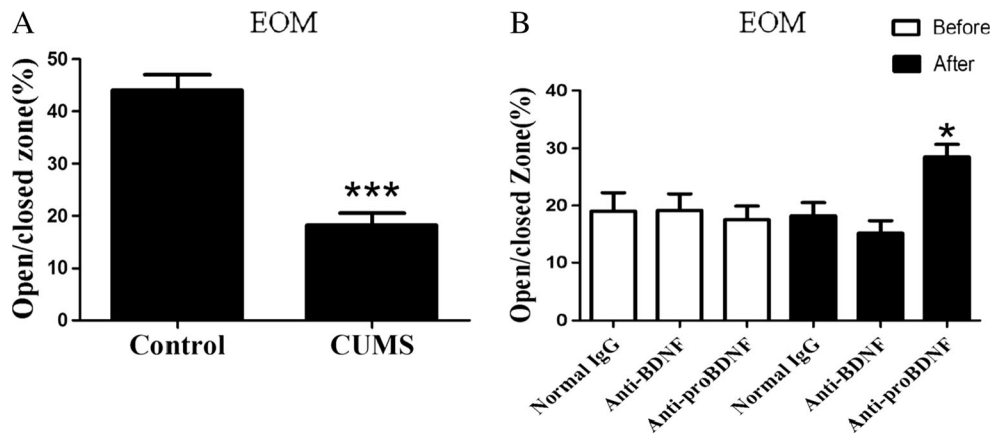 A
EOM
Open/closed zone(%)
50
40
30
20
10
0
***
Control
CUMS
B
EOM
Before
After
Open/closed Zone(%)
40
30
20
10
0
*
Normal IgG
Anti-BDNF
Anti-proBDNF
Normal IgG
Anti-BDNF
Anti-proBDNF